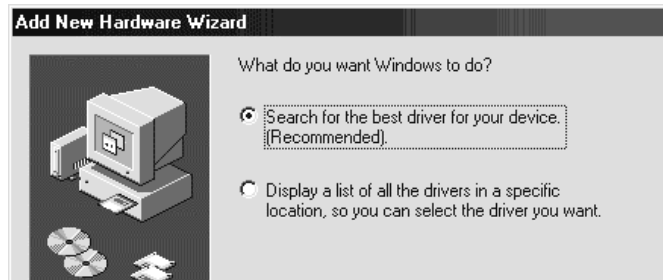 Add New Hardware Wizard
What do you want Windows to do?
Search for the best driver for your device.
(Recommended).
Display a list of all the drivers in a specific
location, so you can select the driver you want.